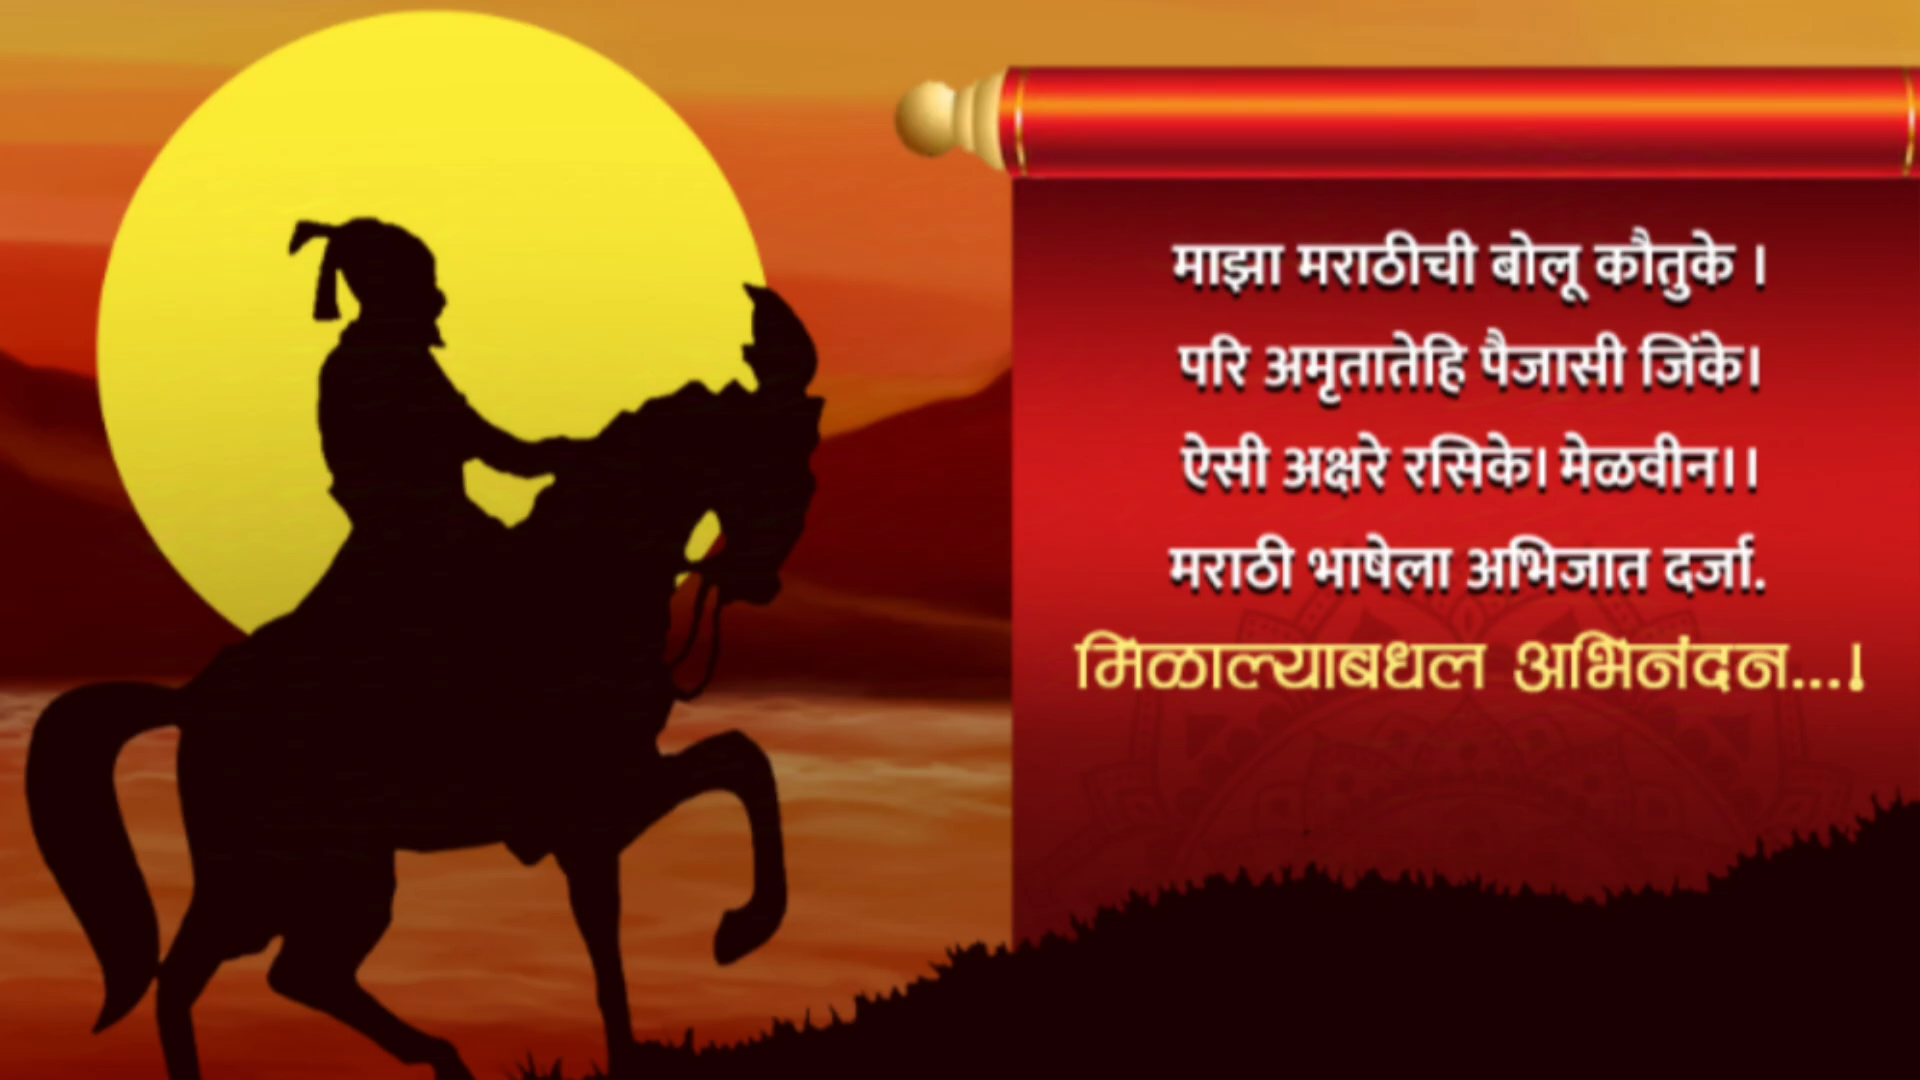 माझा मराठीची बोलू कौतुके ।
परि अमृतातेहि पैजासी जिंके।
ऐसी अक्षरे रसिके। मेळवीन।।
मराठी भाषेला अभिजात दर्जा.
मिळाल्याबधल अभिनंदन...!